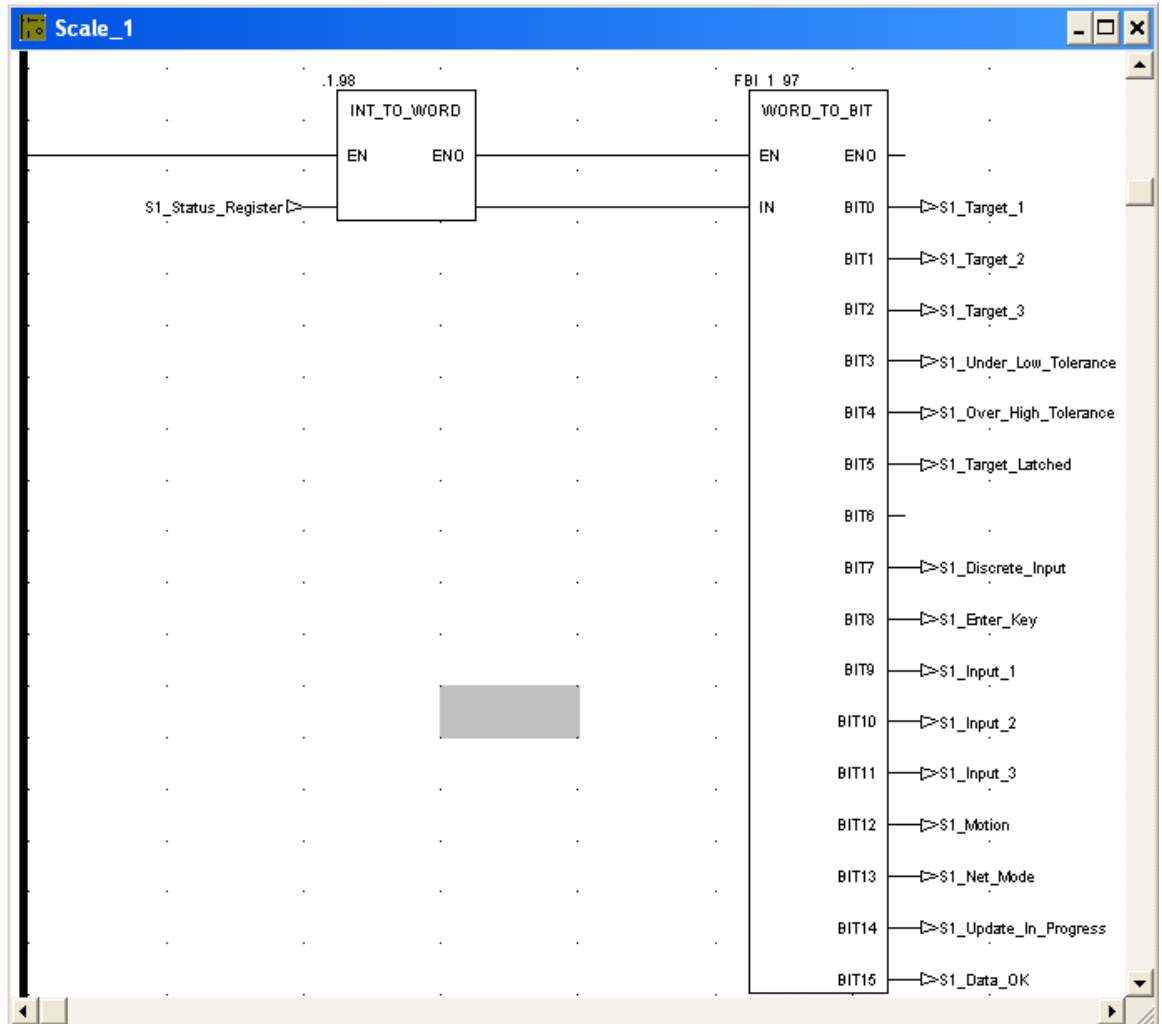 Scale_1
.1.98 FBI_1_97
INT_TO_WORD WORD_TO_BIT
EN ENO EN ENO
S1_Status_Register IN BIT0 S1_Target_1
BIT1 S1_Target_2
BIT2 S1_Target_3
BIT3 S1_Under_Low_Tolerance
BIT4 S1_Over_High_Tolerance
BIT5 S1_Target_Latched
BIT6
BIT7 S1_Discrete_Input
BIT8 S1_Enter_Key
BIT9 S1_Input_1
BIT10 S1_Input_2
BIT11 S1_Input_3
BIT12 S1_Motion
BIT13 S1_Net_Mode
BIT14 S1_Update_In_Progress
BIT15 S1_Data_OK